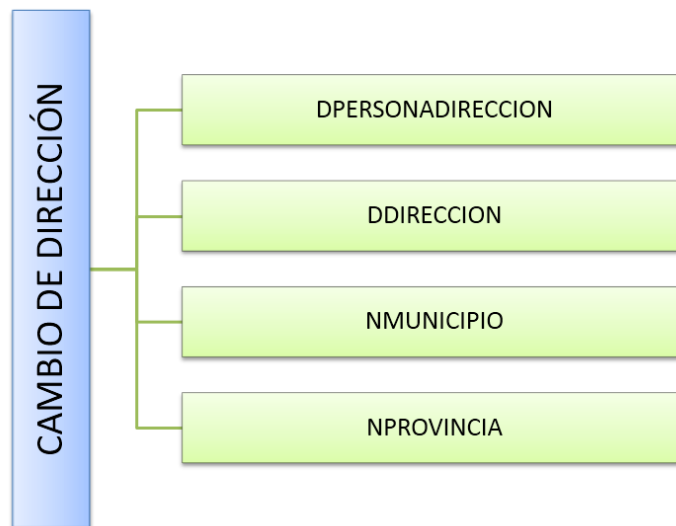 CAMBIO DE DIRECCIÓN
DPERSONADIRECCION
DDIRECCION
NMUNICIPIO
NPROVINCIA